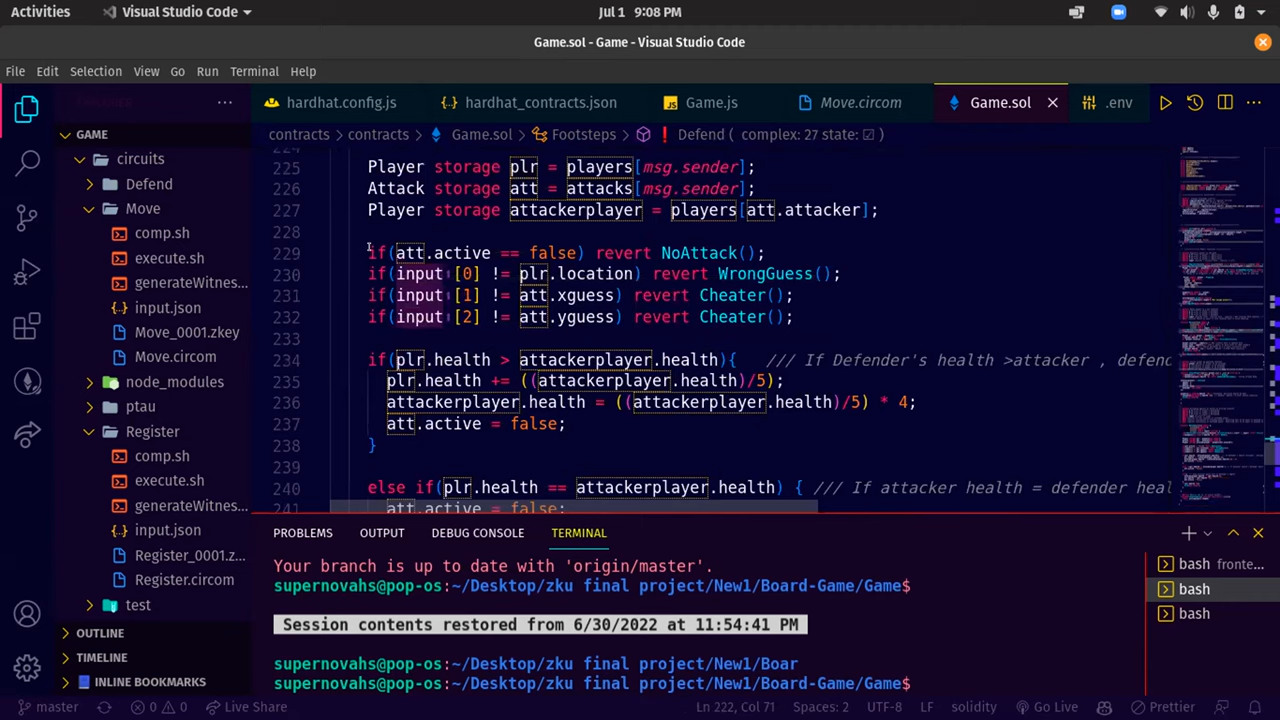 Activities
Visual Studio Code
Jul 1 9:08 PM
Game.sol - Game - Visual Studio Code
File Edit Selection View Go Run Terminal Help
hardhat.config.js
hardhat_contracts.json
Game.js
Move.circom
Game.sol
.env
GAME
circuits
Defend
Move
comp.sh
execute.sh
generateWitnes...
input.json
Move_0001.zkey
Move.circom
node_modules
ptau
Register
comp.sh
execute.sh
generateWitnes...
input.json
Register_0001.z...
Register.circom
test
OUTLINE
TIMELINE
INLINE BOOKMARKS
contracts > contracts > Game.sol > Footsteps > Defend ( complex: 27 state: ☑ )
225 Player storage plr = players[msg.sender];
226 Attack storage att = attacks[msg.sender];
227 Player storage attackerplayer = players[att.attacker];
228
229 if(att.active == false) revert NoAttack();
230 if(input [0] != plr.location) revert WrongGuess();
231 if(input [1] != att.xguess) revert Cheater();
232 if(input [2] != att.yguess) revert Cheater();
233
234 if(plr.health > attackerplayer.health){ /// If Defender's health >attacker , defend
235 plr.health += ((attackerplayer.health)/5);
236 attackerplayer.health = ((attackerplayer.health)/5) * 4;
237 att.active = false;
238 }
239
240 else if(plr.health == attackerplayer.health) { /// If attacker health = defender heal
241 att.active = false;
PROBLEMS OUTPUT DEBUG CONSOLE TERMINAL
Your branch is up to date with 'origin/master'.
supernovahs@pop-os:~/Desktop/zku final project/New1/Board-Game/Game$
Session contents restored from 6/30/2022 at 11:54:41 PM
supernovahs@pop-os:~/Desktop/zku final project/New1/Boar
supernovahs@pop-os:~/Desktop/zku final project/New1/Board-Game/Game$
bash fronte...
bash
bash
master
0 0
Live Share
Ln 222, Col 71
Spaces: 2
UTF-8
LF
solidity
Go Live
Prettier